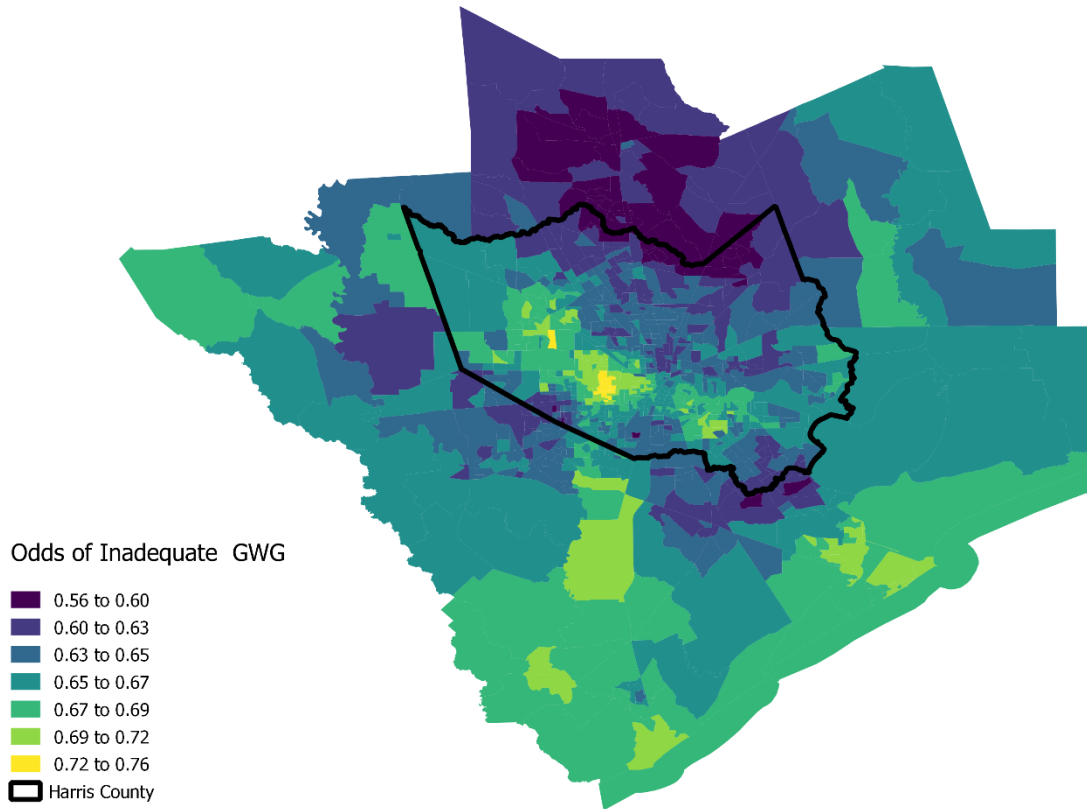 Odds of Inadequate  GWG
0.56 to 0.60
0.60 to 0.63
0.63 to 0.65
0.65 to 0.67
0.67 to 0.69
0.69 to 0.72
0.72 to 0.76
Harris County